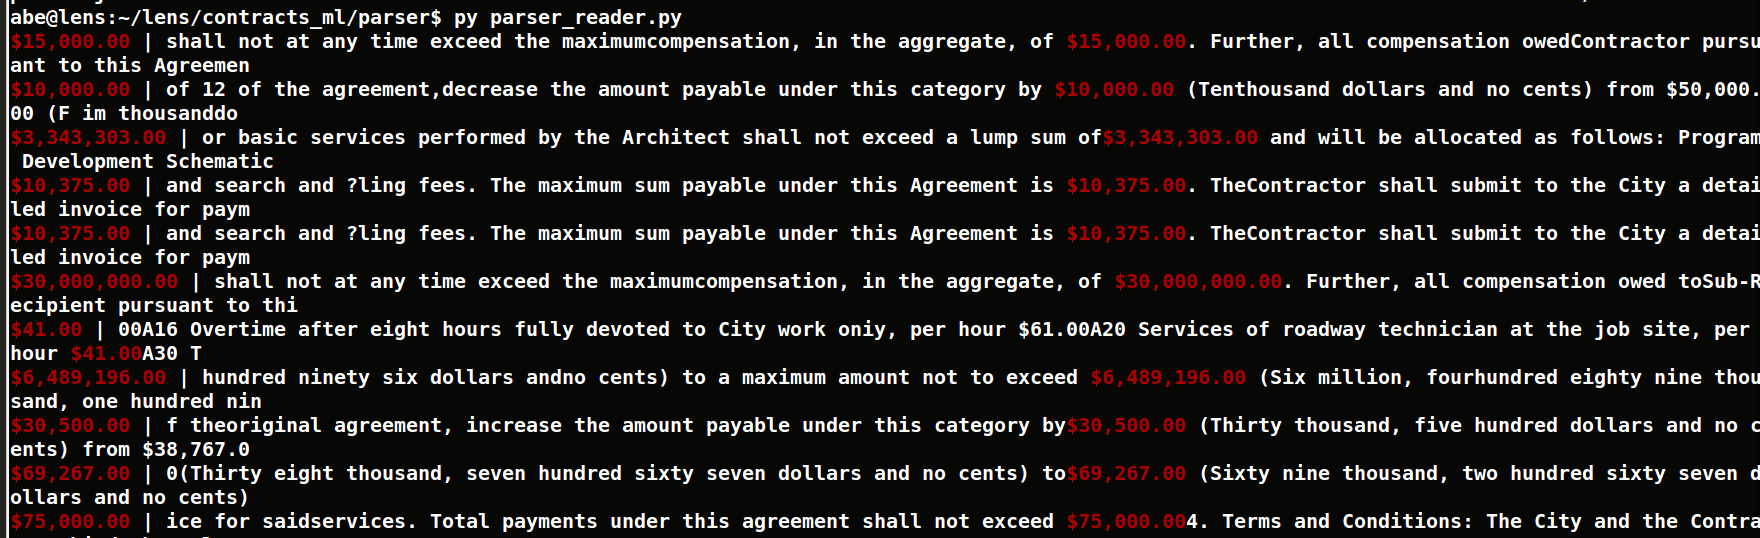 abe@lens:~/lens/contracts_ml/parser$ py parser_reader.py
$15,000.00 | shall not at any time exceed the maximumcompensation, in the aggregate, of $15,000.00. Further, all compensation owedContractor pursu
ant to this Agreemen
$10,000.00 | of 12 of the agreement,decrease the amount payable under this category by $10,000.00 (Tenthousand dollars and no cents) from $50,000.
00 (F im thousanddo
$3,343,303.00 | or basic services performed by the Architect shall not exceed a lump sum of$3,343,303.00 and will be allocated as follows: Program
 Development Schematic
$10,375.00 | and search and ?ling fees. The maximum sum payable under this Agreement is $10,375.00. TheContractor shall submit to the City a detai
led invoice for paym
$10,375.00 | and search and ?ling fees. The maximum sum payable under this Agreement is $10,375.00. TheContractor shall submit to the City a detai
led invoice for paym
$30,000,000.00 | shall not at any time exceed the maximumcompensation, in the aggregate, of $30,000,000.00. Further, all compensation owed toSub-R
ecipient pursuant to thi
$41.00 | 00A16 Overtime after eight hours fully devoted to City work oniy, per hour $61.00A20 Services of roadway technician at the job site, per
hour $41.00A30 T
$6,489,196.00 | hundred ninety six dollars andno cents) to a maximum amount not to exceed $6,489,196.00 (Six million, fourhundred eighty nine thou
sand, one hundred nin
$30,500.00 | f theoriginal agreement, increase the amount payable under this category by$30,500.00 (Thirty thousand, five hundred dollars and no c
ents) from $38,767.0
$69,267.00 | 0(Thirty eight thousand, seven hundred sixty seven dollars and no cents) to$69,267.00 (Sixty nine thousand, two hundred sixty seven d
ollars and no cents)
$75,000.00 | ice for saidservices. Total payments under this agreement shall not exceed $75,000.004. Terms and Conditions: The City and the Contra